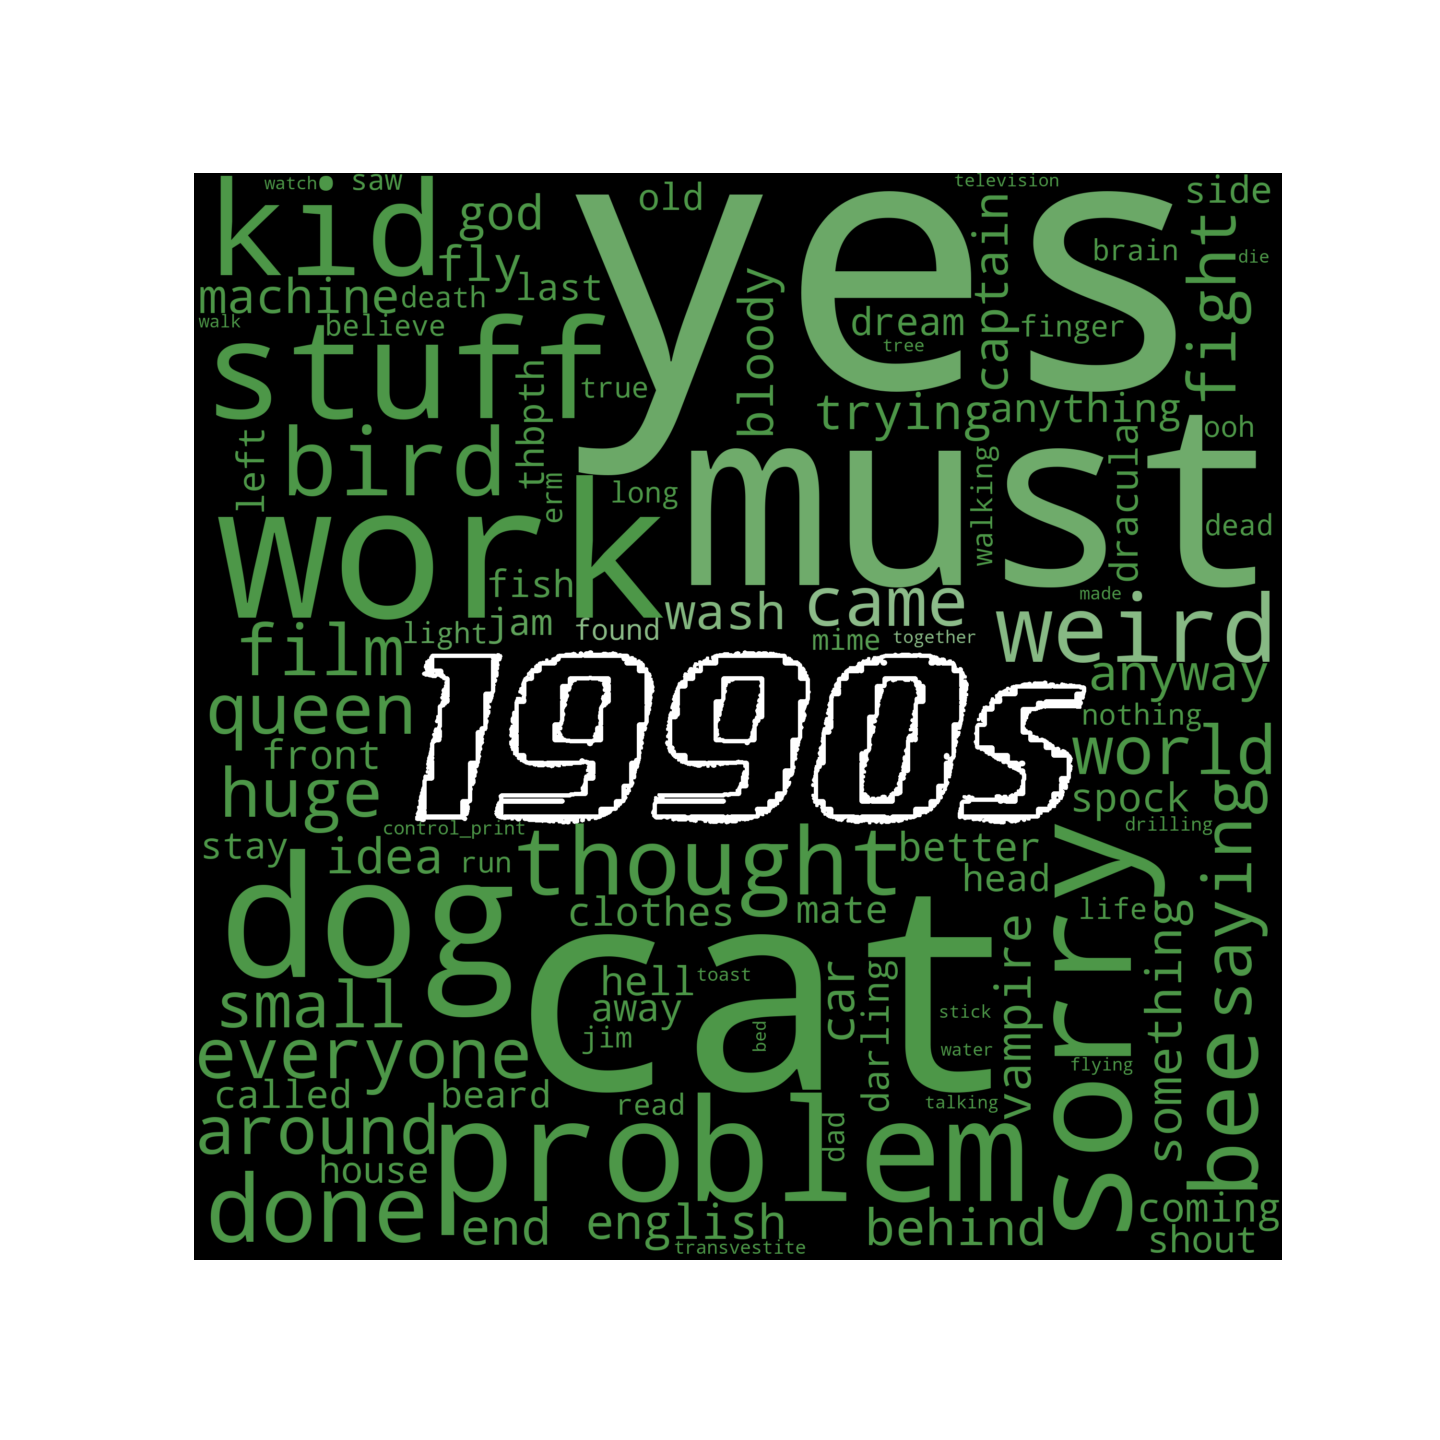 watch
saw
kid
god
old
yes
television
side
fly
captain
brain
fight
die
machine
death
last
bloody
walk
believe
dream
finger
tree
stuff
thbpth
true
trying
anything
ooh
bird
left
erm
long
must
walking
dracula
dead
work
fish
wash
came
made
weird
film
light
jam
found
mime
together
anyway
queen
1990s
nothing
front
world
huge
spock
control_print
drilling
stay
idea
run
thought
better
saying
head
dog
clothes
mate
life
sorry
cat
hell
toast
car
darling
vampire
something
small
away
stick
jim
bed
water
everyone
flying
bee
called
beard
read
talking
around
problem
dad
house
done
end
english
behind
coming
transvestite
shout